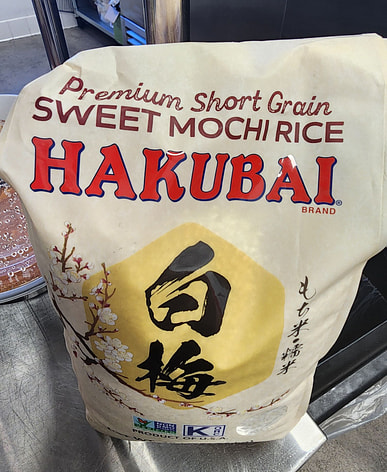 Premium Short Grain
SWEET MOCHI RICE
HAKUBAI®
BRAND
白梅
もち米・糯米
K
PRODUCT OF U.S.A.